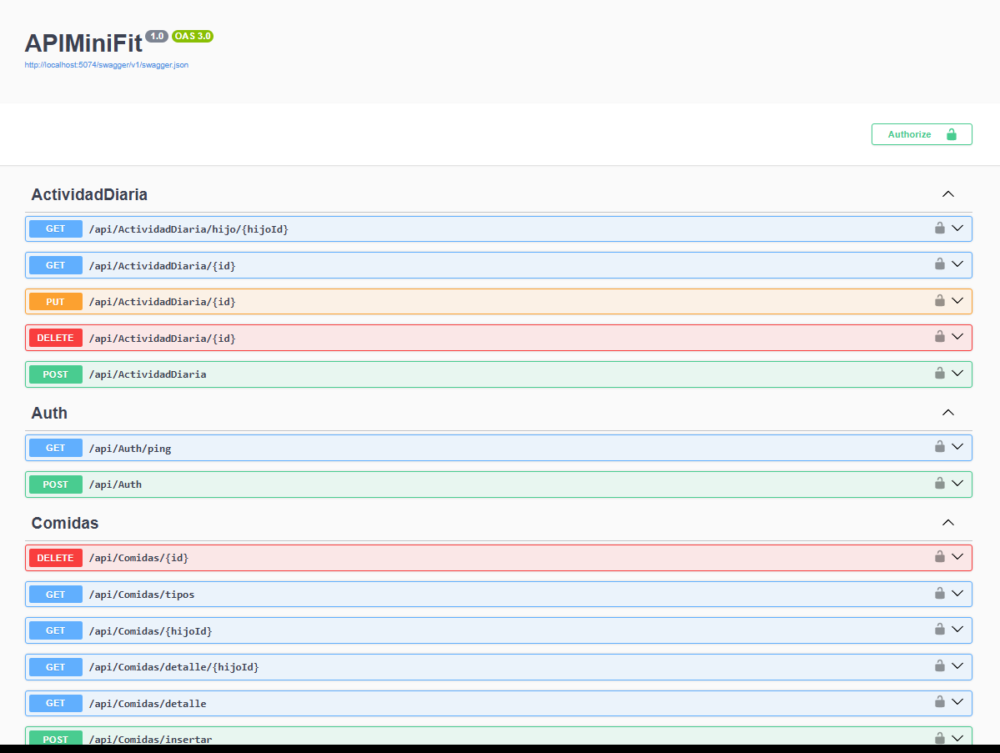 APIMiniFit 1.0 OAS 3.0
http://localhost:5074/swagger/v1/swagger.json
Authorize
ActividadDiaria
GET /api/ActividadDiaria/hijo/{hijoId}
GET /api/ActividadDiaria/{id}
PUT /api/ActividadDiaria/{id}
DELETE /api/ActividadDiaria/{id}
POST /api/ActividadDiaria
Auth
GET /api/Auth/ping
POST /api/Auth
Comidas
DELETE /api/Comidas/{id}
GET /api/Comidas/tipos
GET /api/Comidas/{hijoId}
GET /api/Comidas/detalle/{hijoId}
GET /api/Comidas/detalle
POST /api/Comidas/insertar